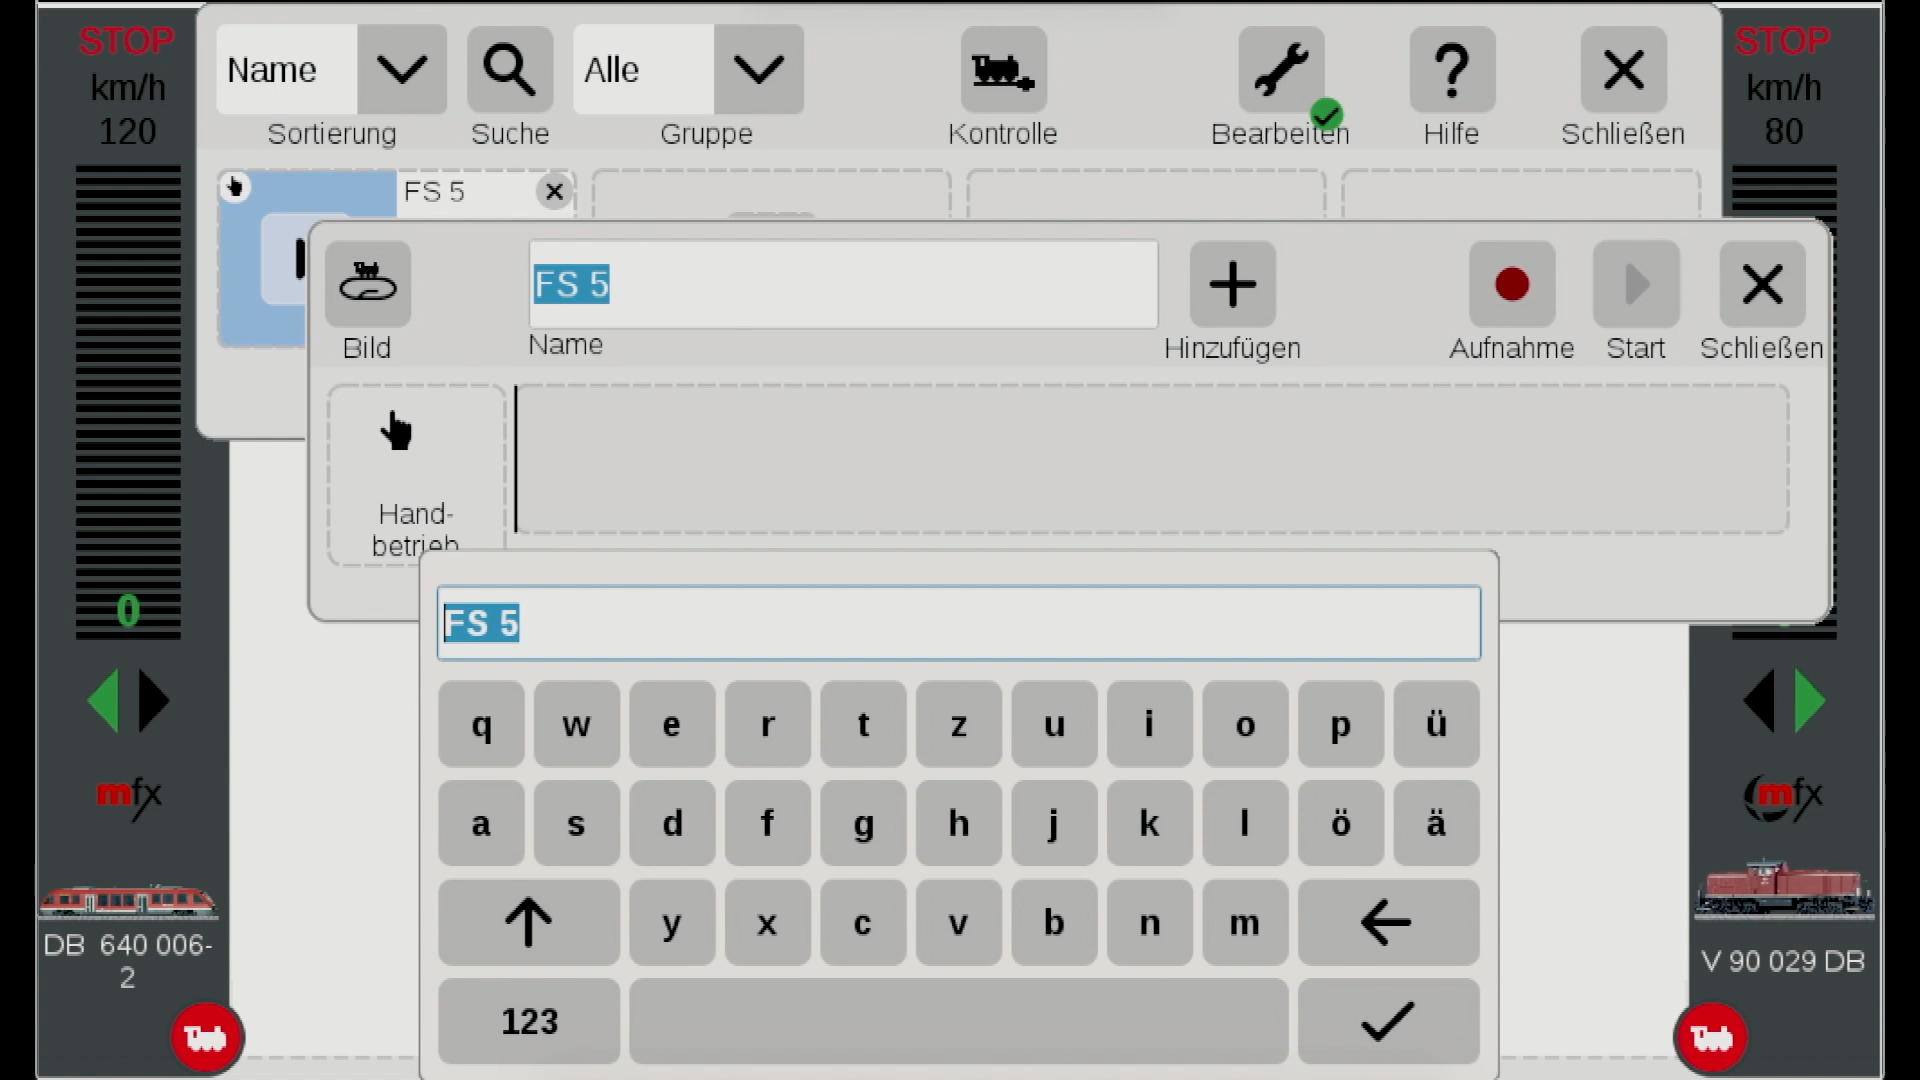 STOP
km/h
120
Name
Sortierung
Suche
Alle
Gruppe
Kontrolle
Bearbeiten
?
Hilfe
Schließen
STOP
km/h
80
FS 5
Bild
FS 5
Name
Hinzufügen
Aufnahme
Start
Schließen
Hand-
betrieb
0
FS 5
q w e r t z u i o p ü
a s d f g h j k l ö ä
y x c v b n m
123
mfx
DB 640 006-
2
mfx
V 90 029 DB